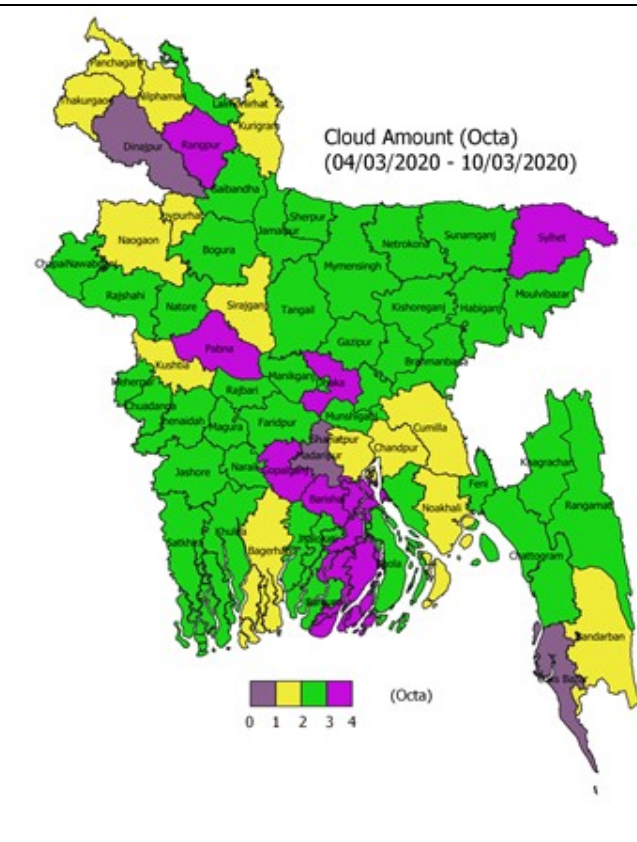 Panchagarh
Thakurgaon
Nilphamari
Lalmonirhat
Kurigram
Dinajpur
Rangpur
Cloud Amount (Octa)
(04/03/2020 - 10/03/2020)
Gaibandha
Joypurhat
Naogaon
Sherpur
Jamalpur
Bogura
Netrokona
Sunamganj
Sylhet
Mymensingh
ChapaiNawabganj
Rajshahi
Natore
Sirajganj
Tangail
Kishoreganj
Habiganj
Moulvibazar
Gazipur
Pabna
Kushtia
Brahmanbaria
Meherpur
Manikganj
Dhaka
Rajbari
Chuadanga
Jhenaidah
Magura
Faridpur
Munshiganj
Cumilla
Shariatpur
Chandpur
Madaripur
Jashore
Narail
Gopalganj
Khagrachari
Feni
Barishal
Noakhali
Rangamati
Satkhira
Khulna
Bagerhat
Bhola
Chattogram
Bandarban
Coxs Bazar
(Octa)
0 1 2 3 4